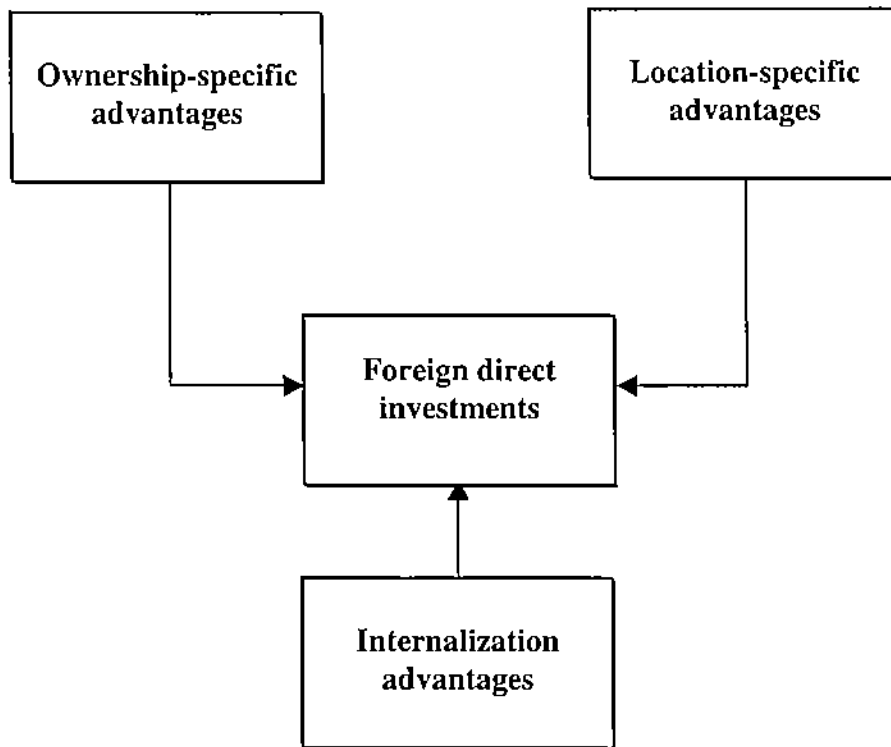 Ownership-specific
advantages
Location-specific
advantages
Foreign direct
investments
Internalization
advantages